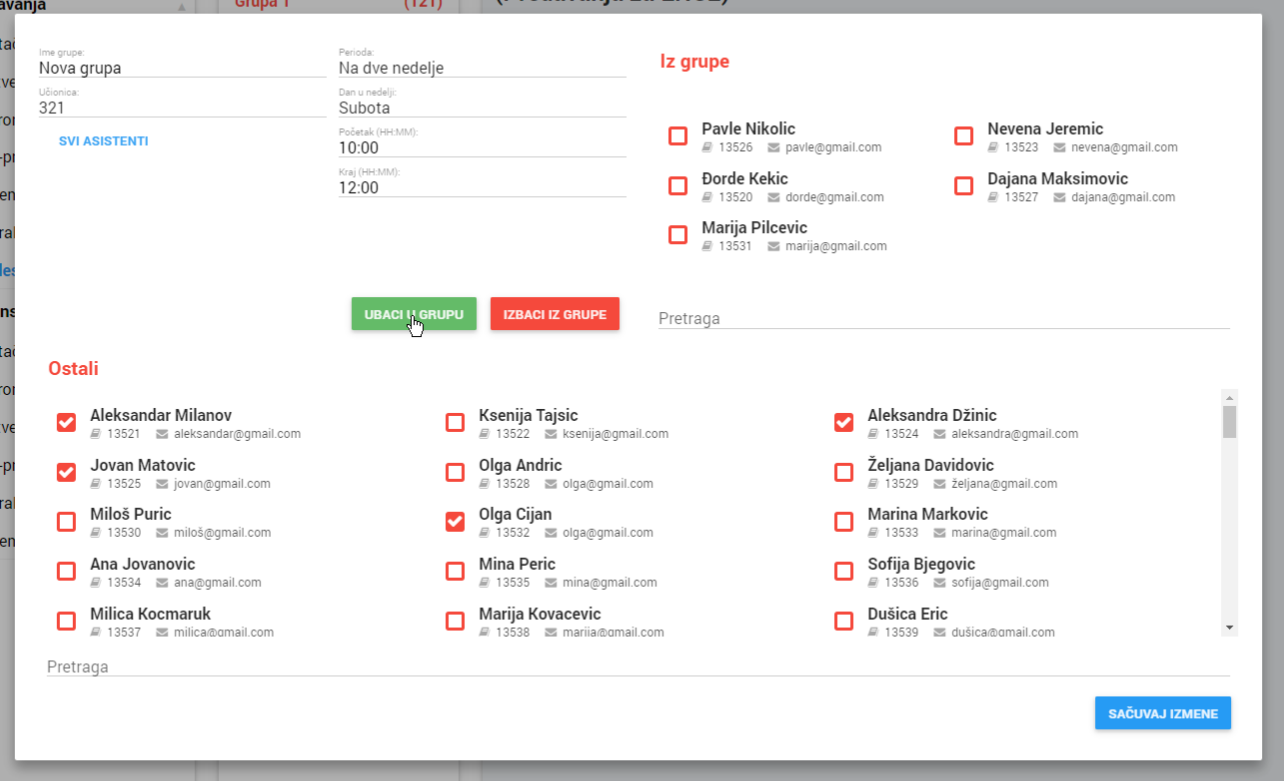 avanja
Grupa 1 (121)
Ime grupe:
Nova grupa
Učionica:
321
SVI ASISTENTI
Perioda:
Na dve nedelje
Dan u nedelji:
Subota
Početak (HH:MM):
10:00
Kraj (HH:MM):
12:00
UBACI U GRUPU IZBACI IZ GRUPE
Iz grupe
Pavle Nikolic
13526 pavle@gmail.com
Nevena Jeremic
13523 nevena@gmail.com
Đorđe Kekic
13520 dorde@gmail.com
Dajana Maksimovic
13527 dajana@gmail.com
Marija Pilcevic
13531 marija@gmail.com
Pretraga
Ostali
Aleksandar Milanov
13521 aleksandar@gmail.com
Ksenija Tajsic
13522 ksenija@gmail.com
Aleksandra Džinic
13524 aleksandra@gmail.com
Jovan Matovic
13525 jovan@gmail.com
Olga Andric
13528 olga@gmail.com
Željana Davidovic
13529 željana@gmail.com
Miloš Puric
13530 miloš@gmail.com
Olga Cijan
13532 olga@gmail.com
Marina Markovic
13533 marina@gmail.com
Ana Jovanovic
13534 ana@gmail.com
Mina Peric
13535 mina@gmail.com
Sofija Bjegovic
13536 sofija@gmail.com
Milica Kocmaruk
13537 milica@gmail.com
Marija Kovacevic
13538 marija@gmail.com
Dušica Eric
13539 dušica@gmail.com
Pretraga
SAČUVAJ IZMENE